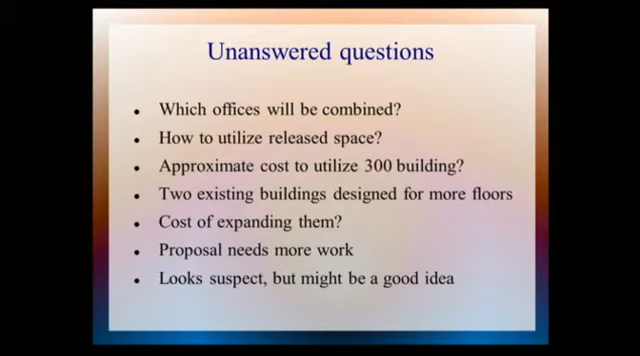 Unanswered questions
Which offices will be combined?
How to utilize released space?
Approximate cost to utilize 300 building?
Two existing buildings designed for more floors
Cost of expanding them?
Proposal needs more work
Looks suspect, but might be a good idea